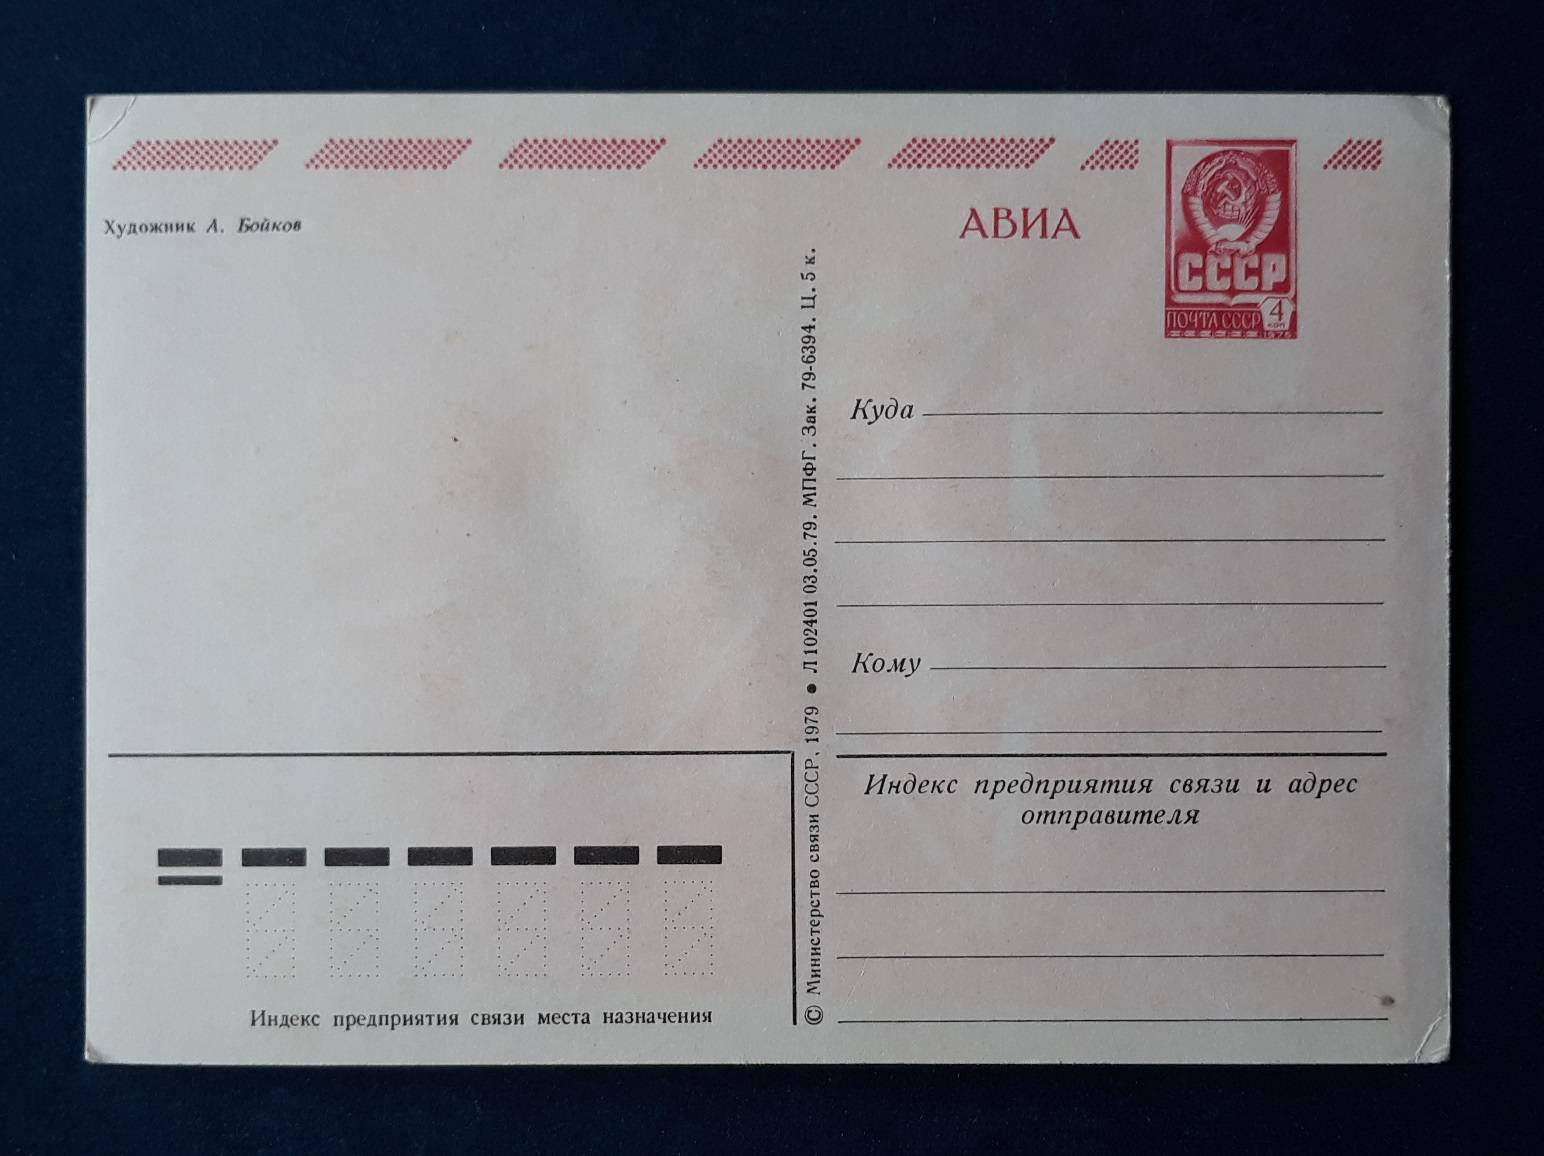 Художник А. Бойков
АВИА
СССР
ПОЧТА СССР 4
коп
1976
Куда
Кому
Индекс предприятия связи и адрес
отправителя
© Министерство связи СССР, 1979 ● Л102401 03.05.79. МПФГ. Зак. 79-6394. Ц. 5 к.
Индекс предприятия связи места назначения